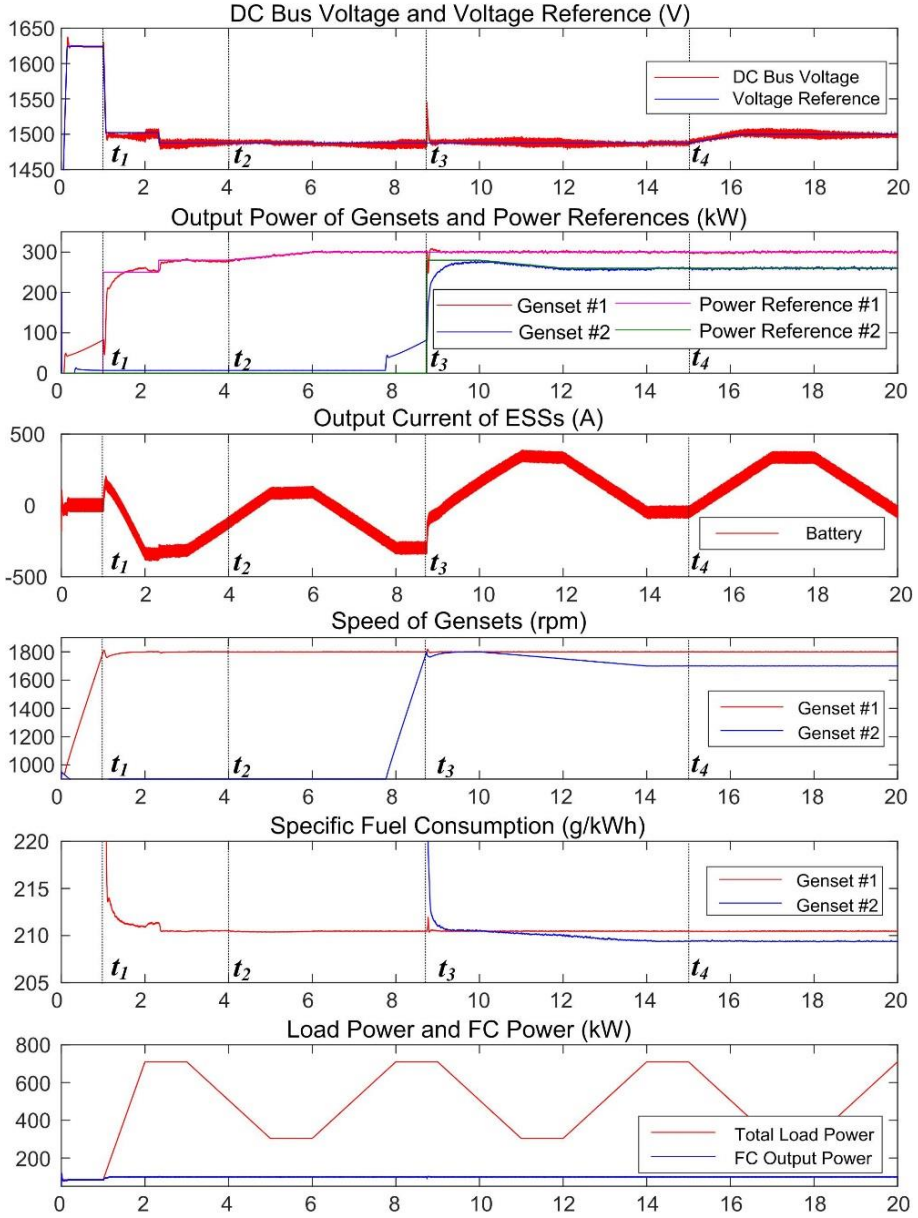 DC Bus Voltage and Voltage Reference (V)
1650
1600
1550
1500
1450
DC Bus Voltage
Voltage Reference
t1 t2 t3 t4
0 2 4 6 8 10 12 14 16 18 20
Output Power of Gensets and Power References (kW)
300
200
100
0
Genset #1 Power Reference #1
Genset #2 Power Reference #2
t1 t2 t3 t4
0 2 4 6 8 10 12 14 16 18 20
Output Current of ESSs (A)
500
0
-500
Battery
t1 t2 t3 t4
0 2 4 6 8 10 12 14 16 18 20
Speed of Gensets (rpm)
1800
1600
1400
1200
1000
Genset #1
Genset #2
t1 t2 t3 t4
0 2 4 6 8 10 12 14 16 18 20
Specific Fuel Consumption (g/kWh)
220
215
210
205
Genset #1
Genset #2
t1 t2 t3 t4
0 2 4 6 8 10 12 14 16 18 20
Load Power and FC Power (kW)
800
600
400
200
Total Load Power
FC Output Power
0 2 4 6 8 10 12 14 16 18 20